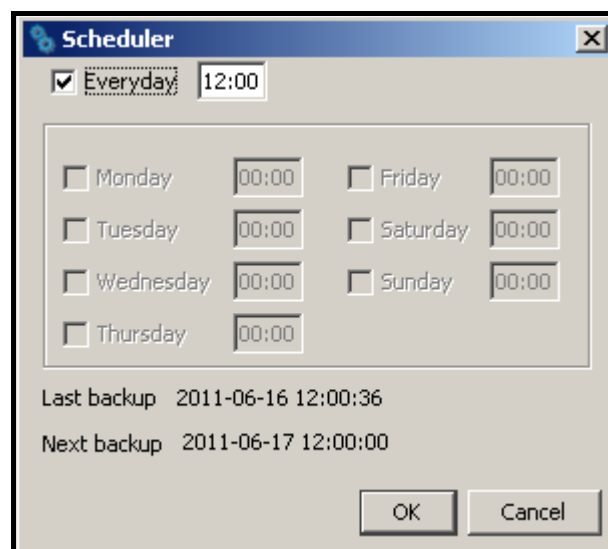 Scheduler
Everyday 12:00
Monday 00:00 Friday 00:00
Tuesday 00:00 Saturday 00:00
Wednesday 00:00 Sunday 00:00
Thursday 00:00
Last backup 2011-06-16 12:00:36
Next backup 2011-06-17 12:00:00
OK Cancel